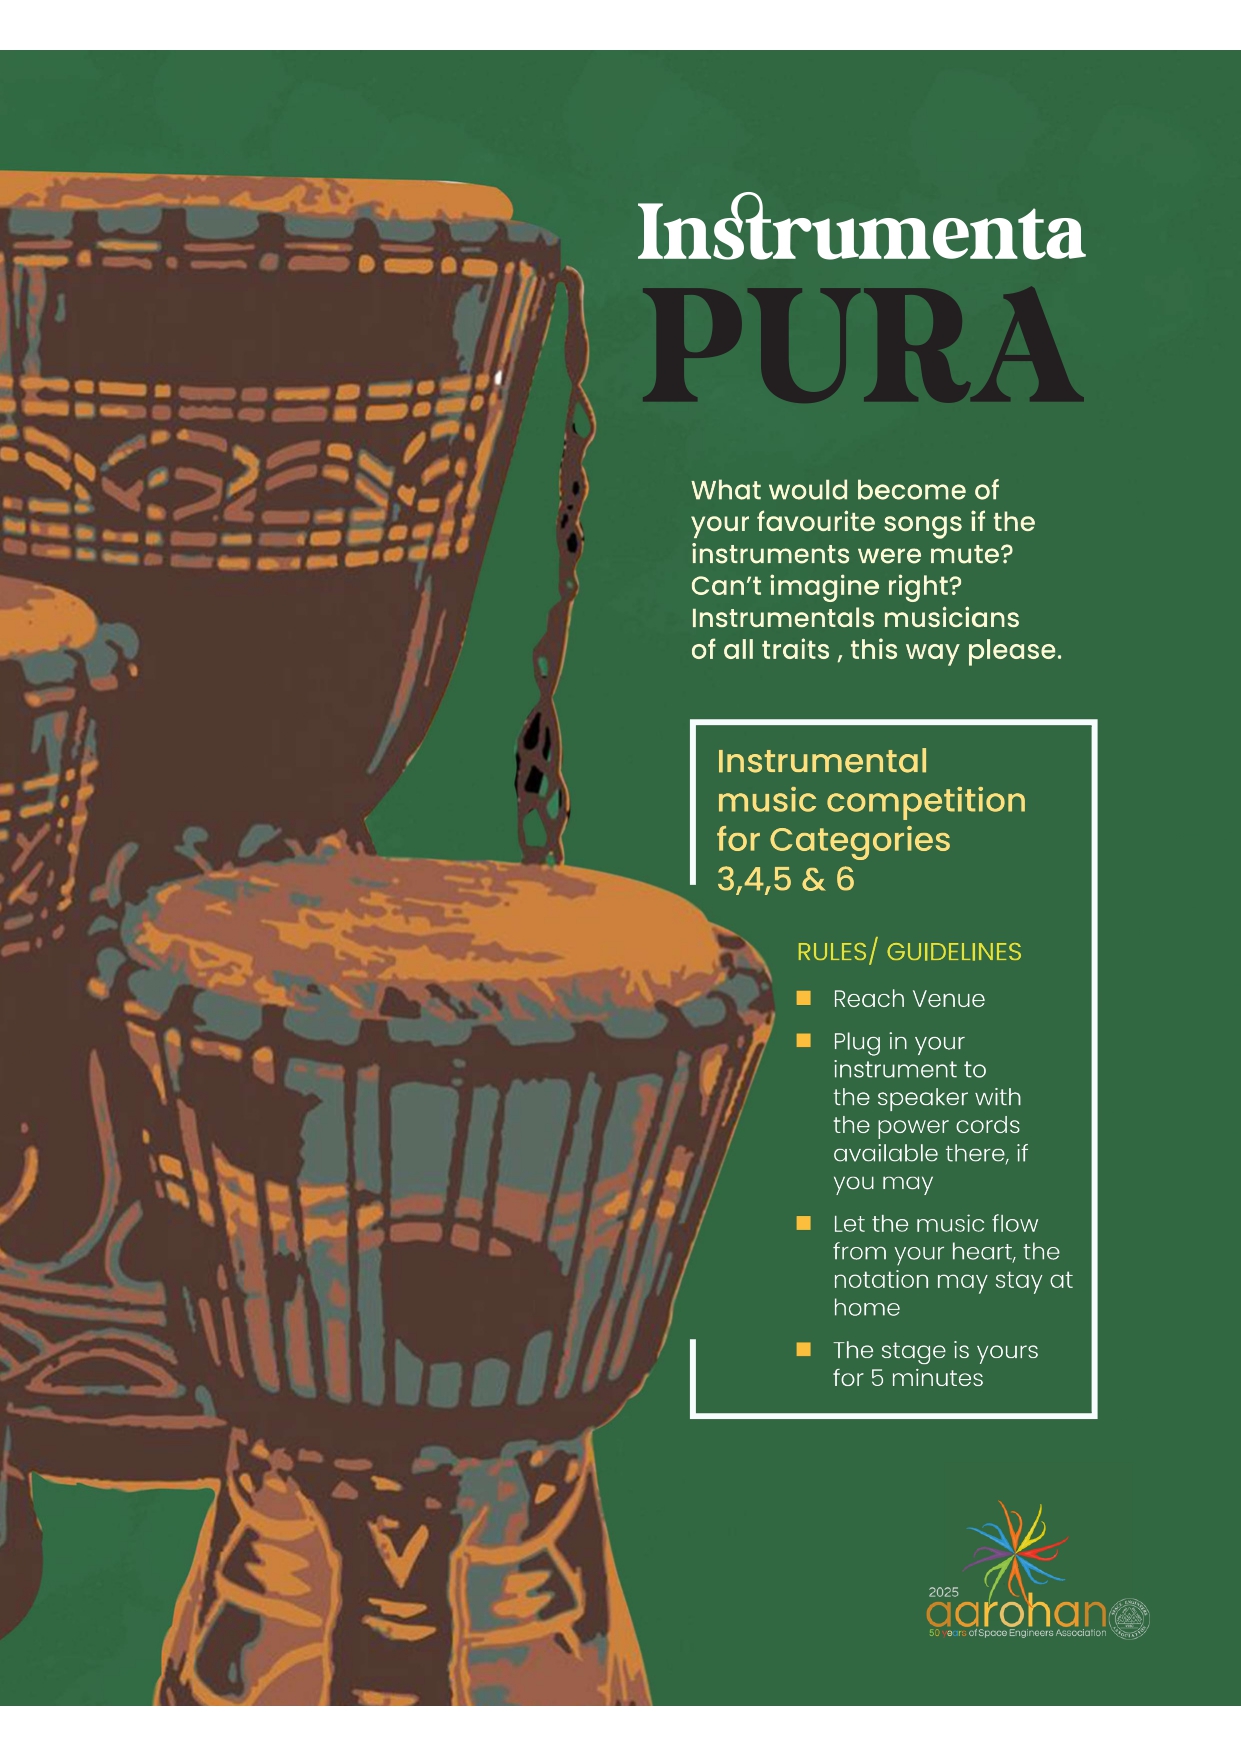 Instrumenta
PURA
What would become of
your favourite songs if the
instruments were mute?
Can't imagine right?
Instrumentals musicians
of all traits , this way please.
Instrumental
music competition
for Categories
3,4,5 & 6
RULES/ GUIDELINES
Reach Venue
Plug in your
instrument to
the speaker with
the power cords
available there, if
you may
Let the music flow
from your heart, the
notation may stay at
home
The stage is yours
for 5 minutes
2025
aarohan
50 years of Space Engineers Association